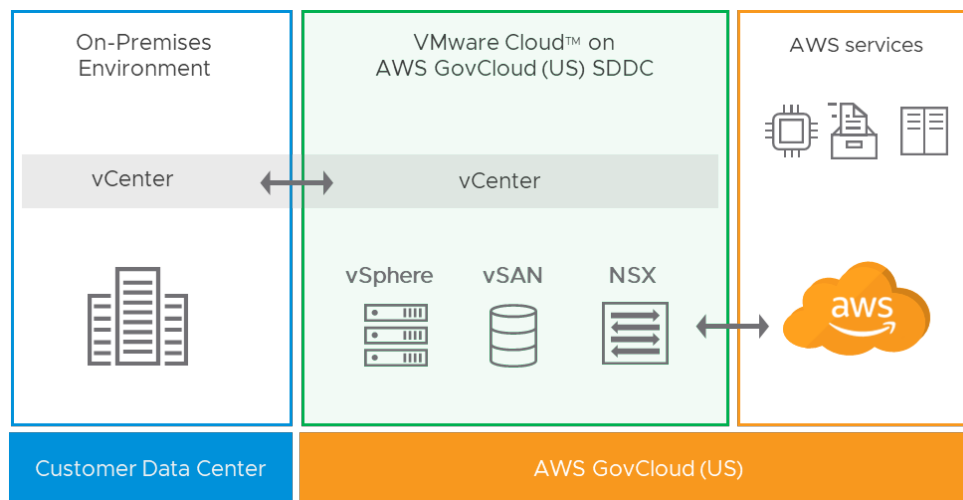 On-Premises
Environment
VMware Cloud™ on
AWS GovCloud (US) SDDC
AWS services
vCenter
vCenter
vSphere
vSAN
NSX
aws
Customer Data Center
AWS GovCloud (US)